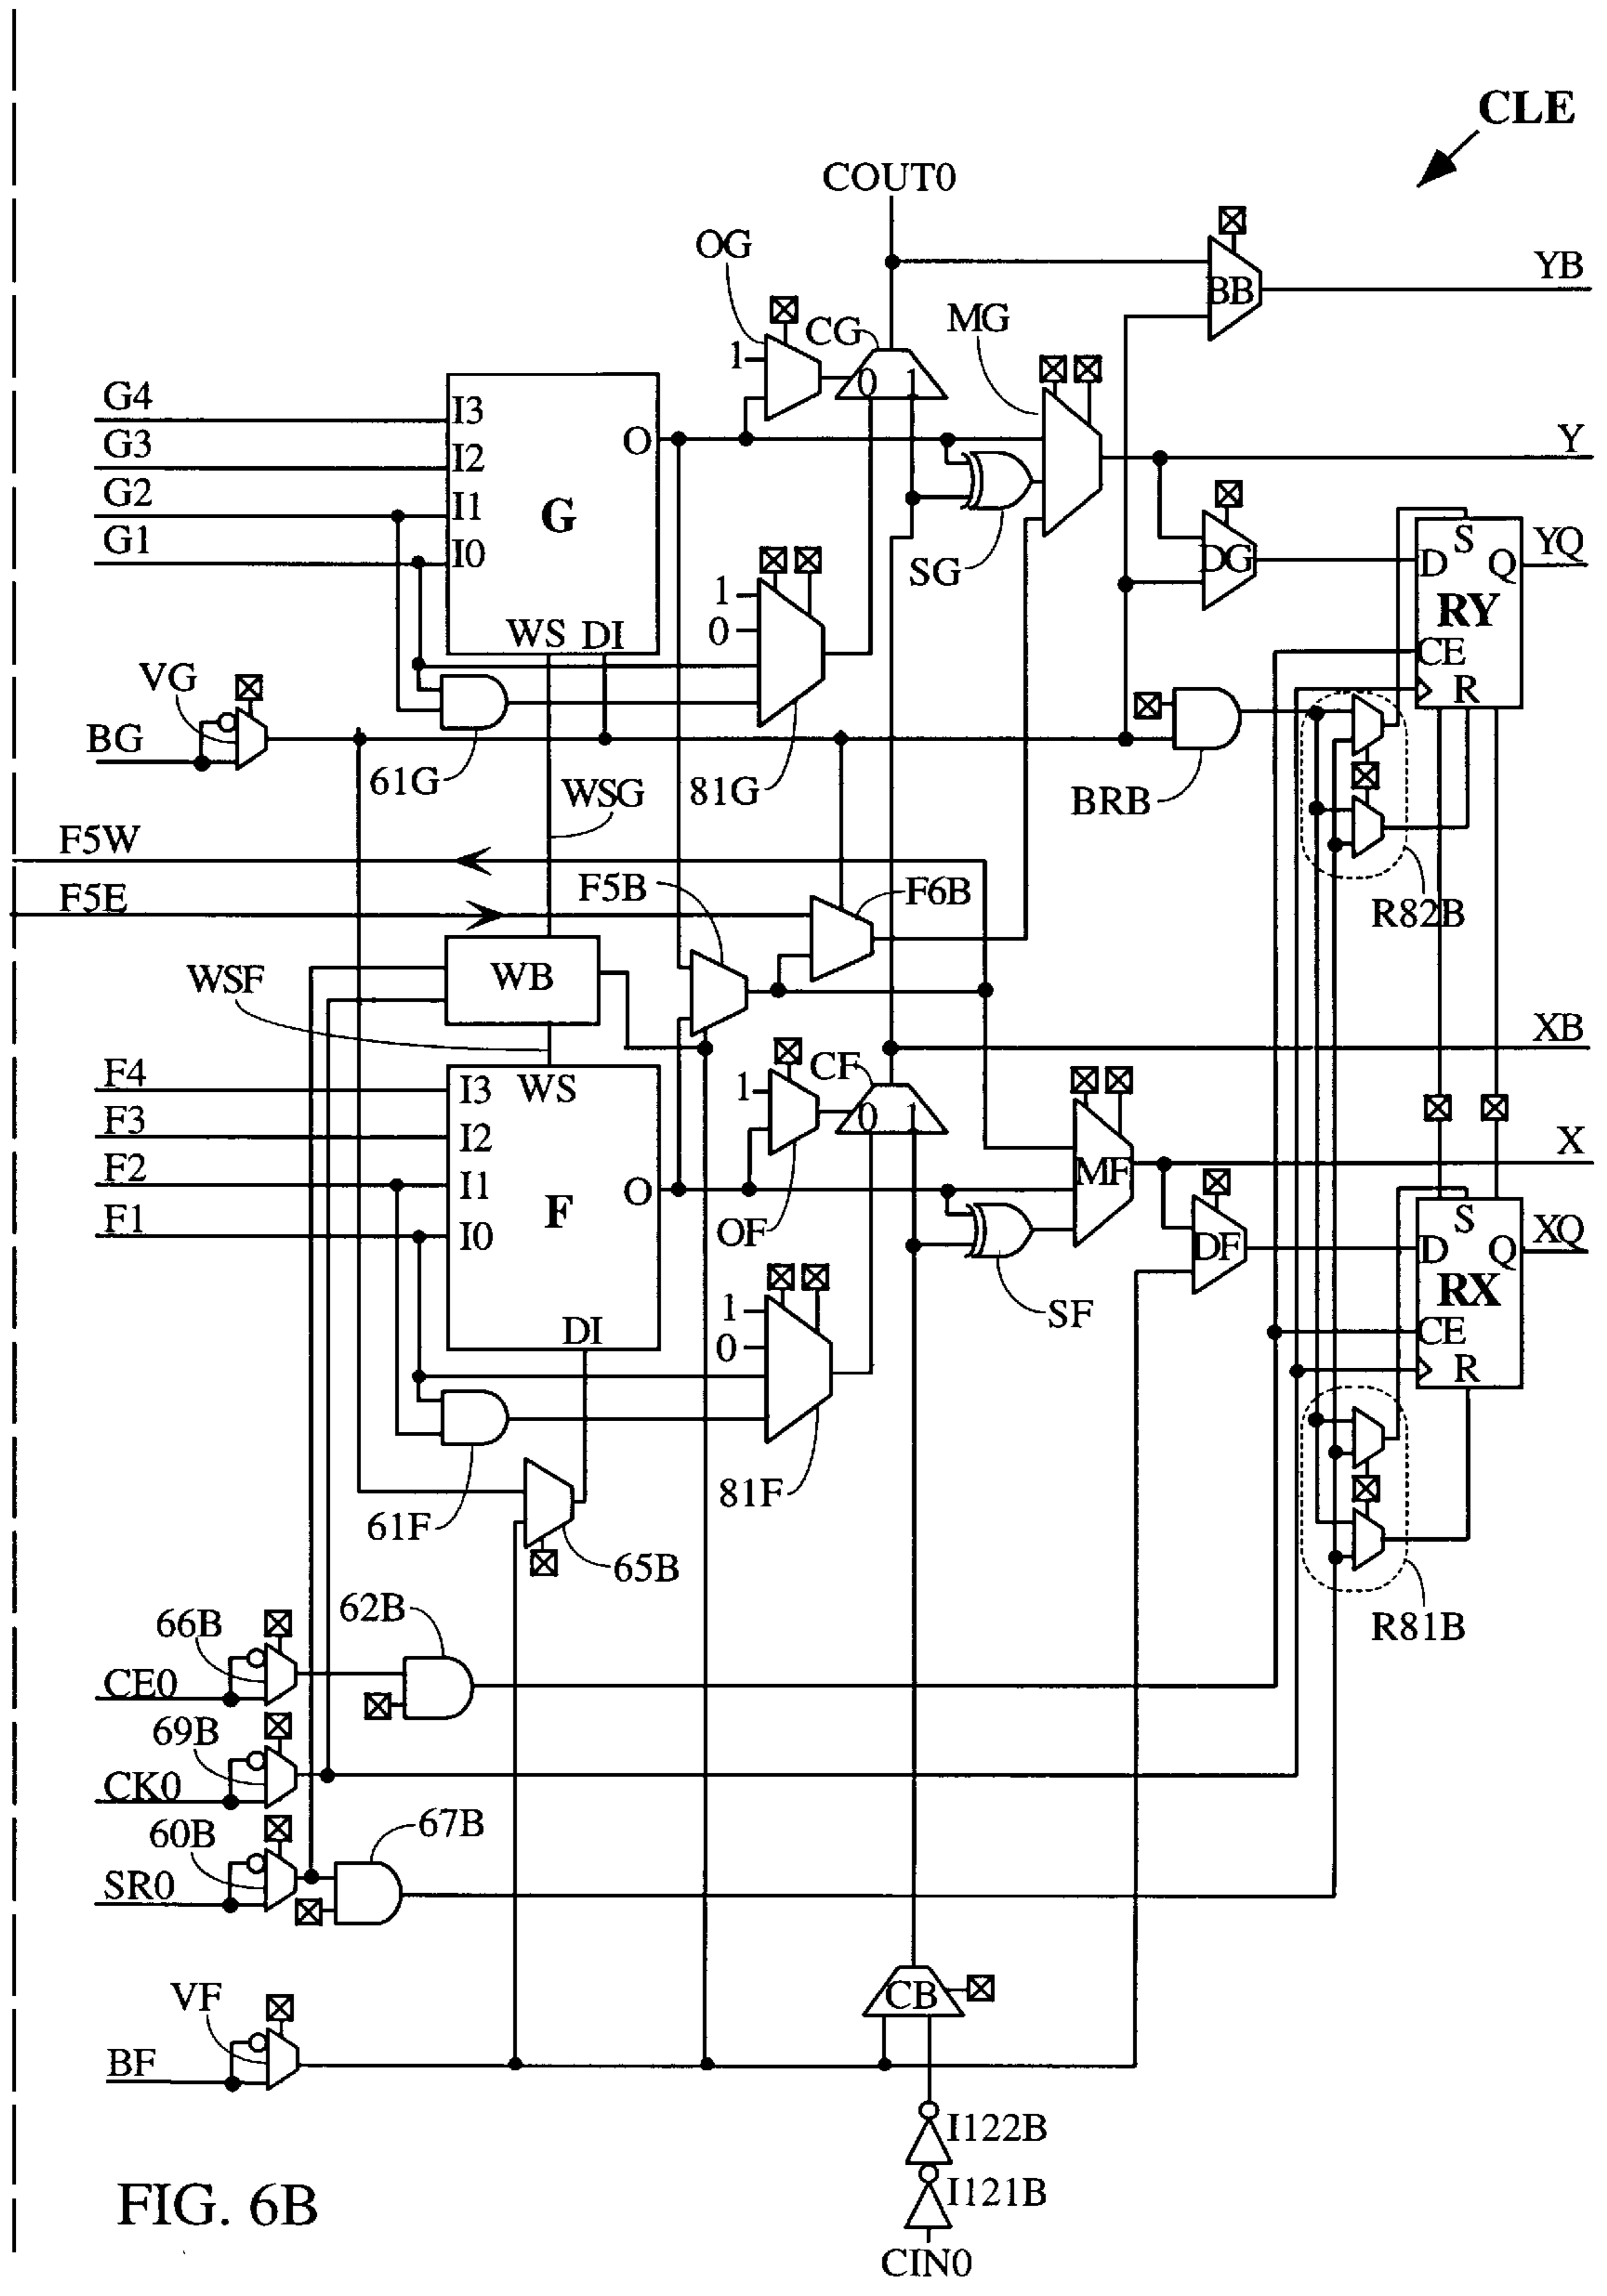 CLE
COUT0
OG
CG
MG
BB
YB
1
0 1
G4
G3
G2
G1
I3
I2
I1
I0
O
G
WS DI
Y
SG
DG
D
S
Q
YQ
RY
CE
R
1
0
VG
BG
61G
81G
WSG
BRB
R82B
F5W
F5E
F5B
F6B
WB
WSF
XB
F4
F3
F2
F1
I3
I2
I1
I0
WS
O
F
DI
1
CF
0 1
OF
MF
X
SF
DF
D
S
Q
XQ
RX
CE
R
1
0
61F
81F
65B
R81B
66B
62B
CE0
69B
CK0
60B
67B
SR0
VF
BF
CB
I122B
I121B
CIN0
FIG. 6B